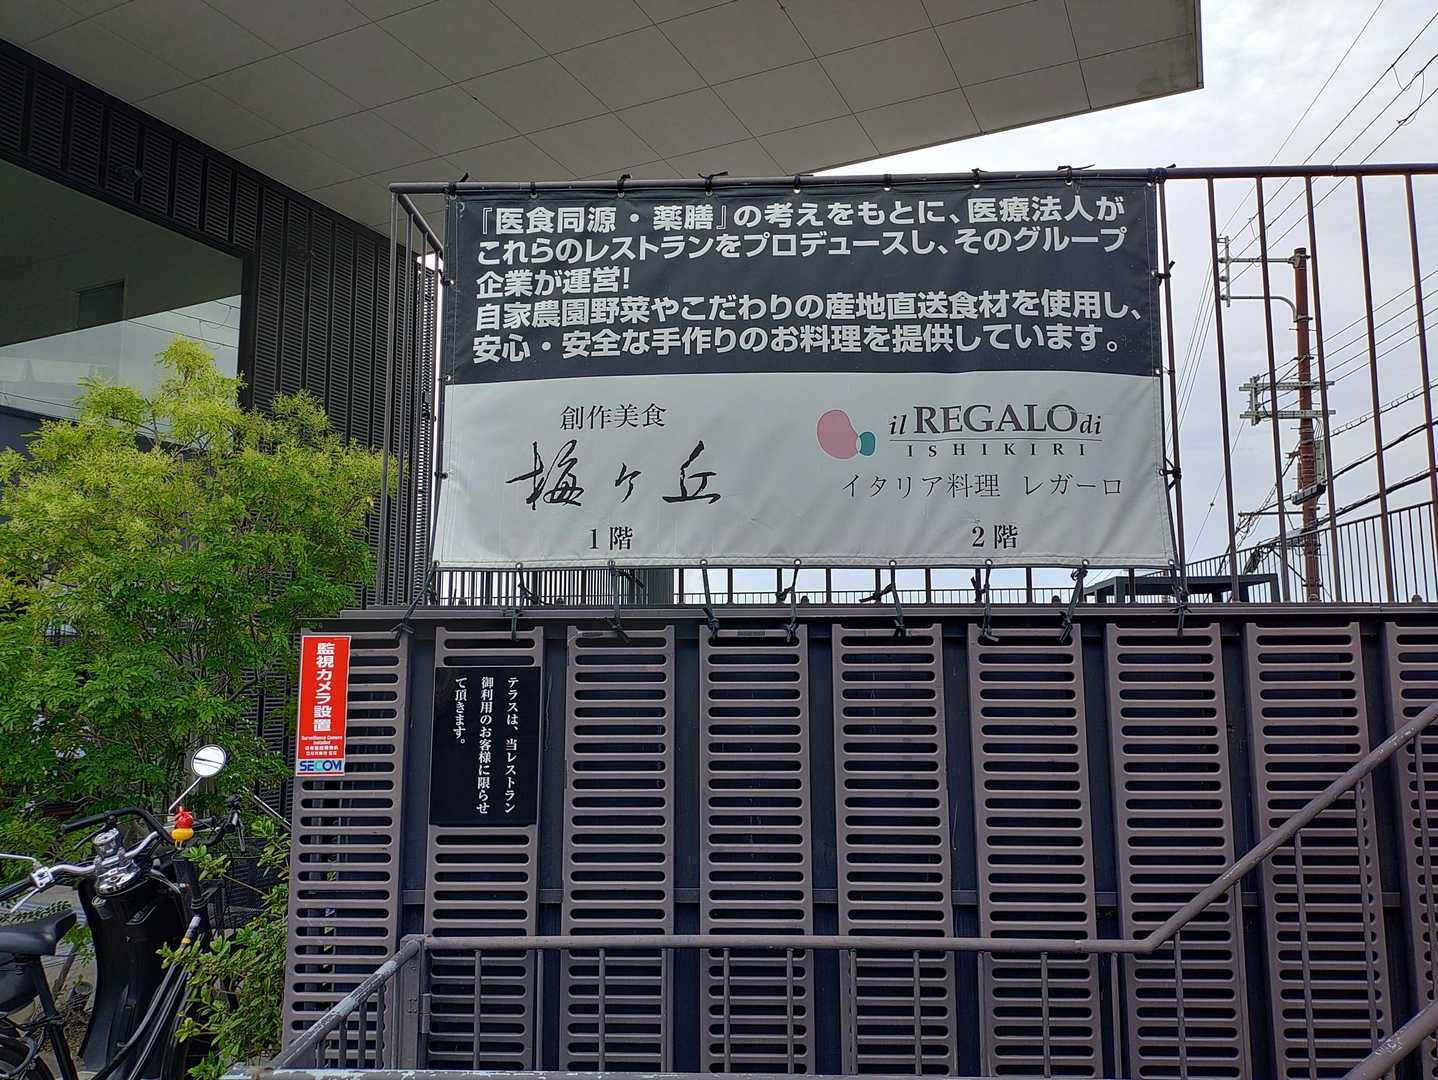 『医食同源・薬膳』の考えをもとに、医療法人が
これらのレストランをプロデュースし、そのグループ
企業が運営!
自家農園野菜やこだわりの産地直送食材を使用し、
安心・安全な手作りのお料理を提供しています。
創作美食
梅ヶ丘
1階
il REGALO di
ISHIKIRI
イタリア料理 レガーロ
2階
監視カメラ設置
Surveillance Camera
Installed
SECOM
テラスは、当レストラン
御利用のお客様に限らせ
て頂きます。